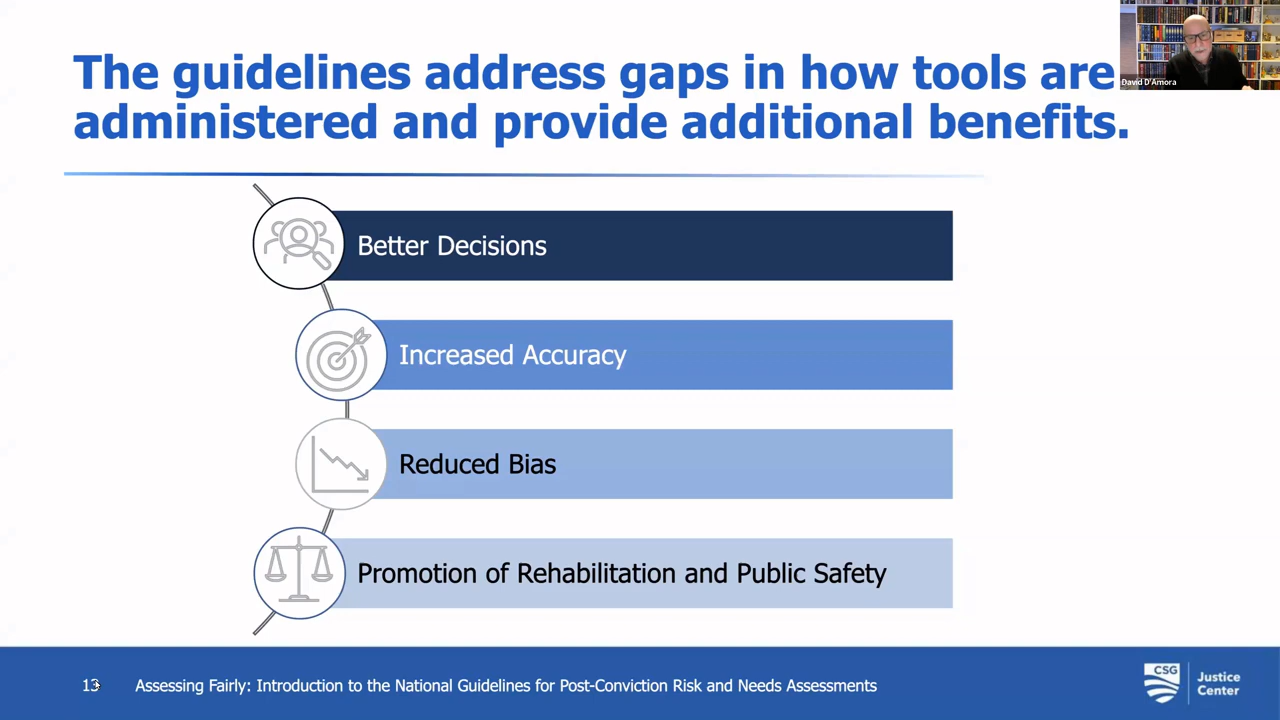 The guidelines address gaps in how tools are
administered and provide additional benefits.
David D'Amora
Better Decisions
Increased Accuracy
Reduced Bias
Promotion of Rehabilitation and Public Safety
13
Assessing Fairly: Introduction to the National Guidelines for Post-Conviction Risk and Needs Assessments
CSG
Justice
Center